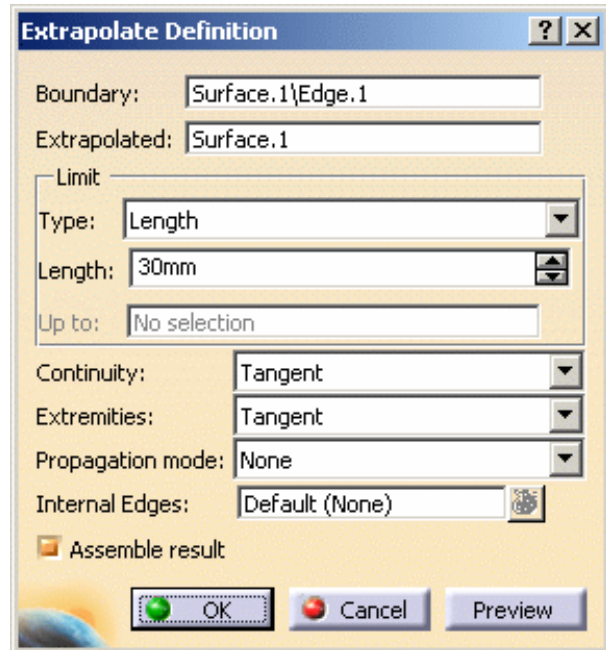 Extrapolate Definition
Boundary: Surface.1\Edge.1
Extrapolated: Surface.1
Limit
Type: Length
Length: 30mm
Up to: No selection
Continuity: Tangent
Extremities: Tangent
Propagation mode: None
Internal Edges: Default (None)
Assemble result
OK Cancel Preview